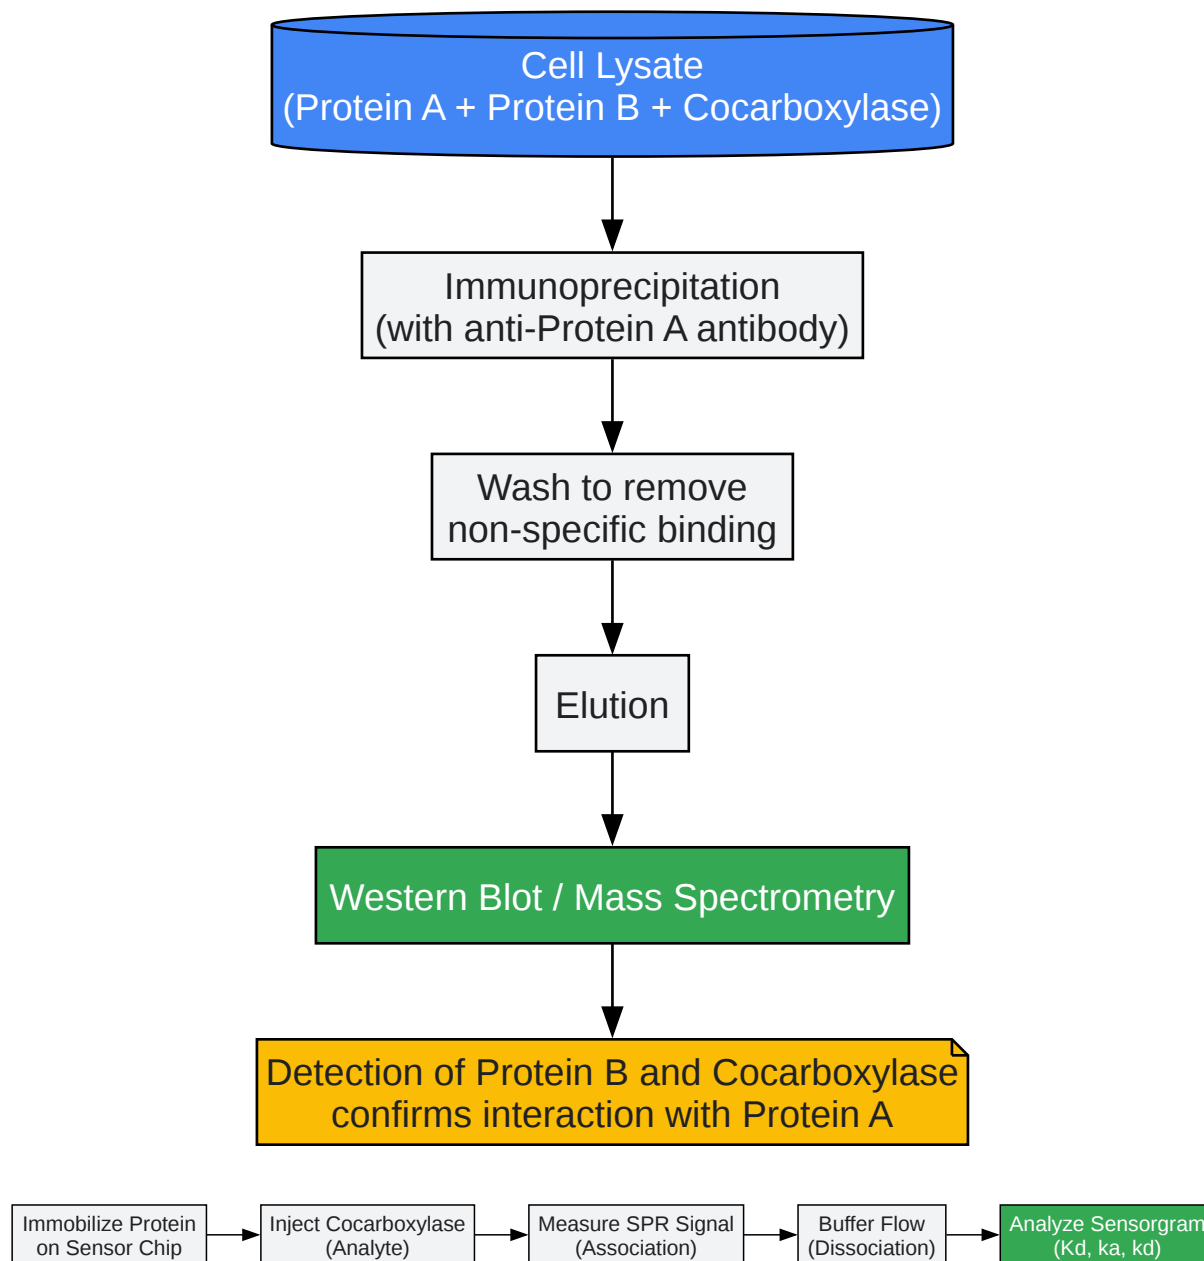 Cell Lysate
(Protein A + Protein B + Cocarboxylase)
Immunoprecipitation
(with anti-Protein A antibody)
Wash to remove
non-specific binding
Elution
Western Blot / Mass Spectrometry
Detection of Protein B and Cocarboxylase
confirms interaction with Protein A
Immobilize Protein
on Sensor Chip
Inject Cocarboxylase
(Analyte)
Measure SPR Signal
(Association)
Buffer Flow
(Dissociation)
Analyze Sensorgram
(Kd, ka, kd)